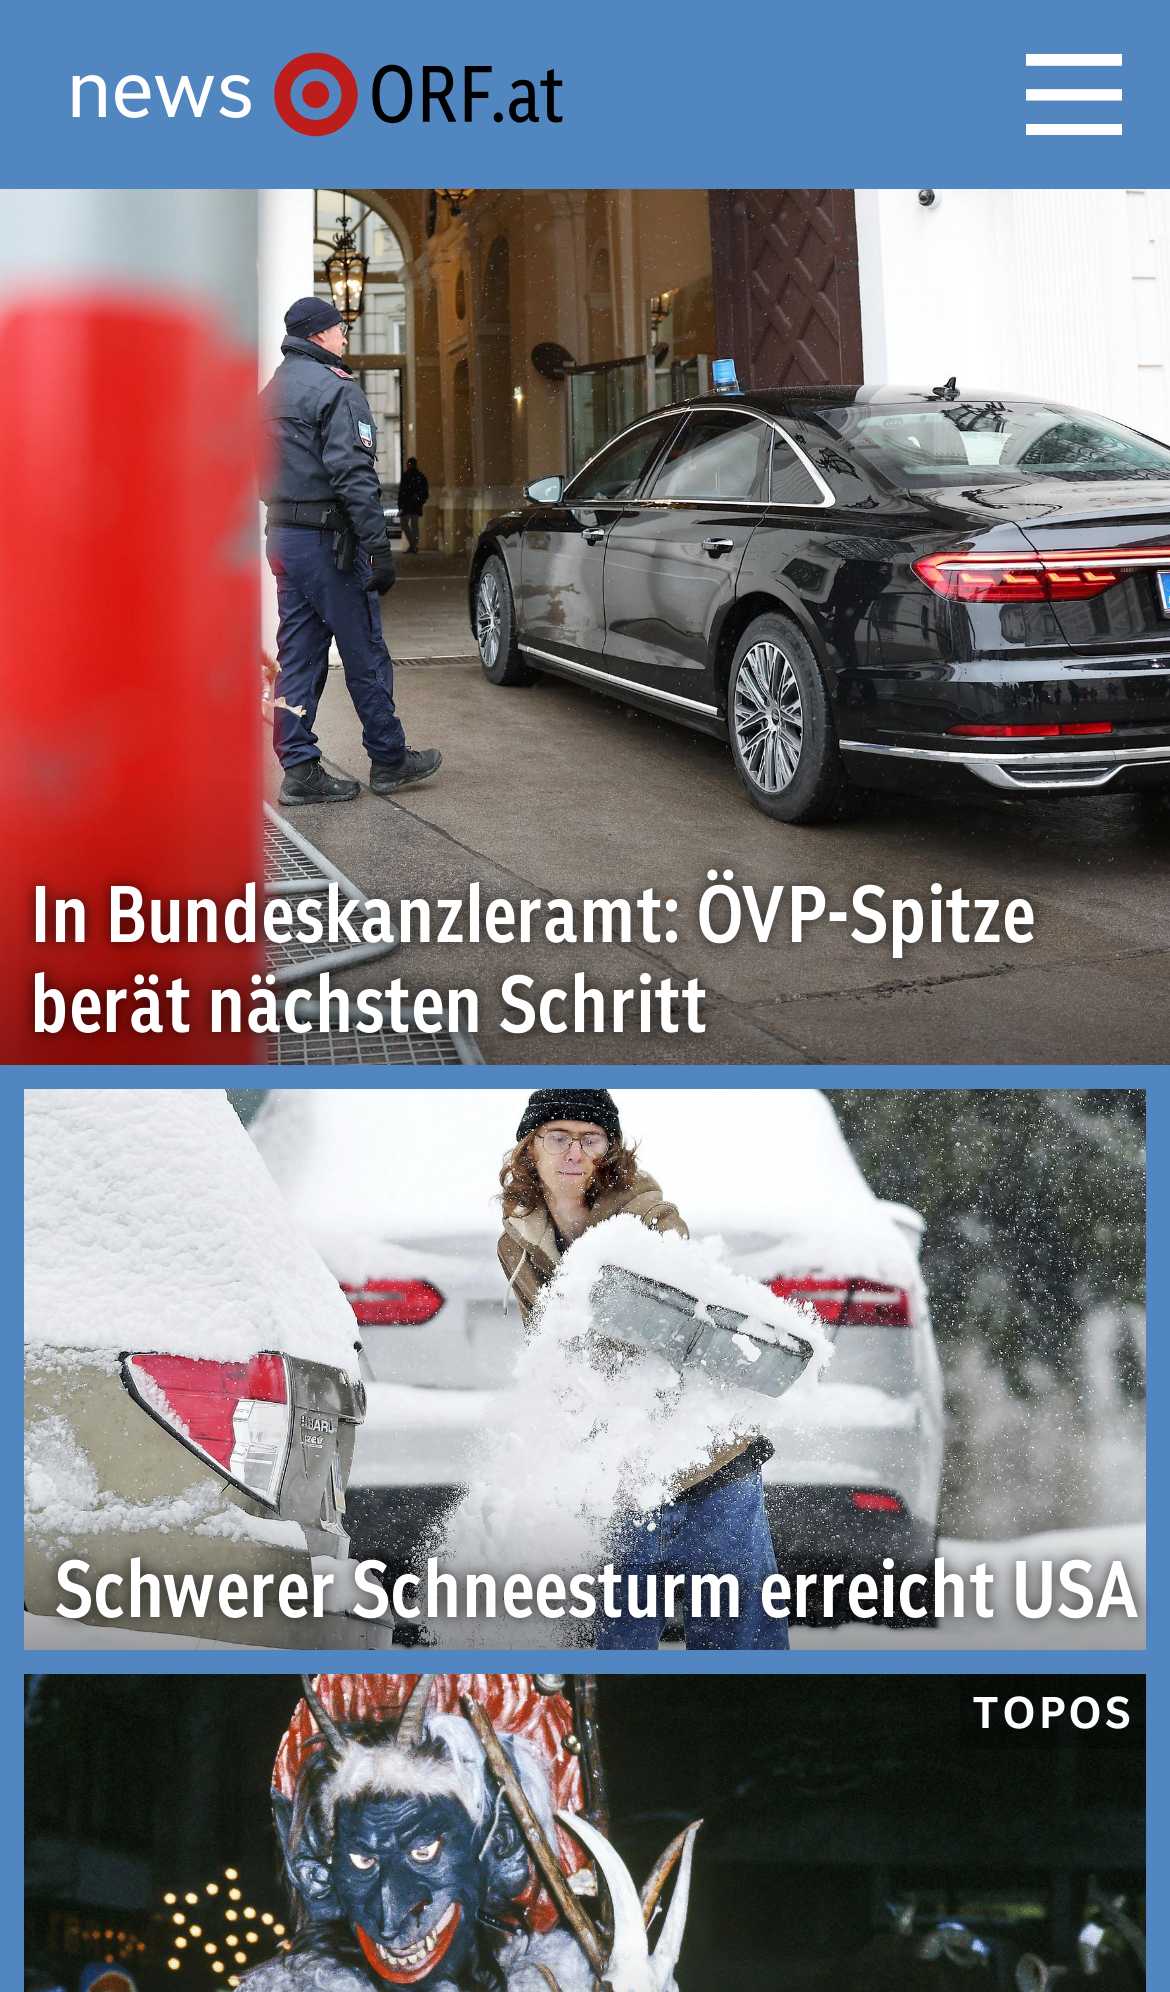 news ORF.at
In Bundeskanzleramt: ÖVP-Spitze
berät nächsten Schritt
Schwerer Schneesturm erreicht USA
TOPOS